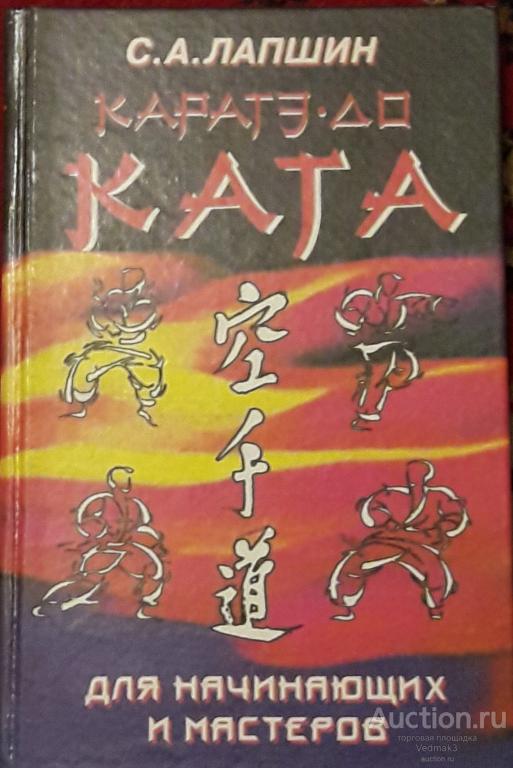 С.А.ЛАПШИН
КАРАТЭ·ДО
КАТА
空
手
道
ДЛЯ НАЧИНАЮЩИХ
И МАСТЕРОВ
Auction.ru
торговая площадка
Vedmak3
auction.ru